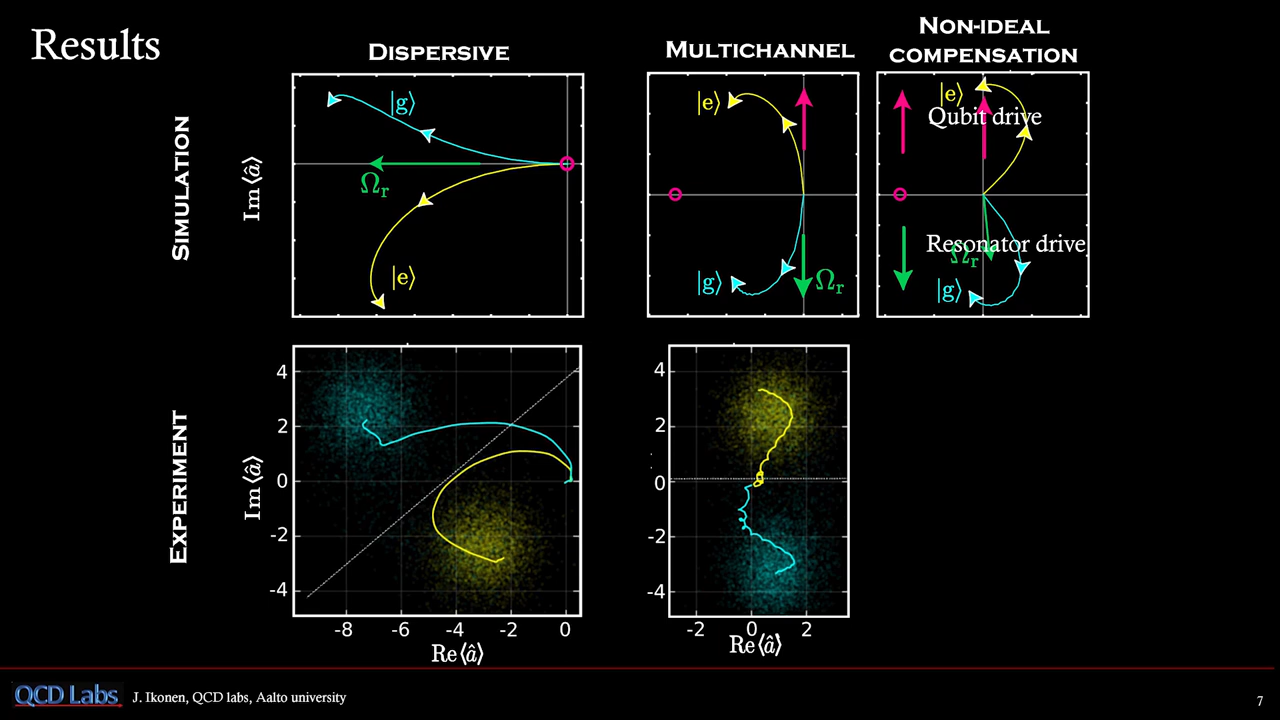 Results
DISPERSIVE
MULTICHANNEL
NON-IDEAL
COMPENSATION
SIMULATION
Im⟨â⟩
|g⟩
Ωr
|e⟩
|e⟩
|g⟩
Ωr
|e⟩
Qubit drive
Resonator drive
Ωr
|g⟩
EXPERIMENT
Im⟨â⟩
4
2
0
-2
-4
-8
-6
-4
-2
0
Re⟨â⟩
4
2
0
-2
-4
-2
0
2
Re⟨â⟩
QCD Labs
J. Ikonen, QCD labs, Aalto university
7